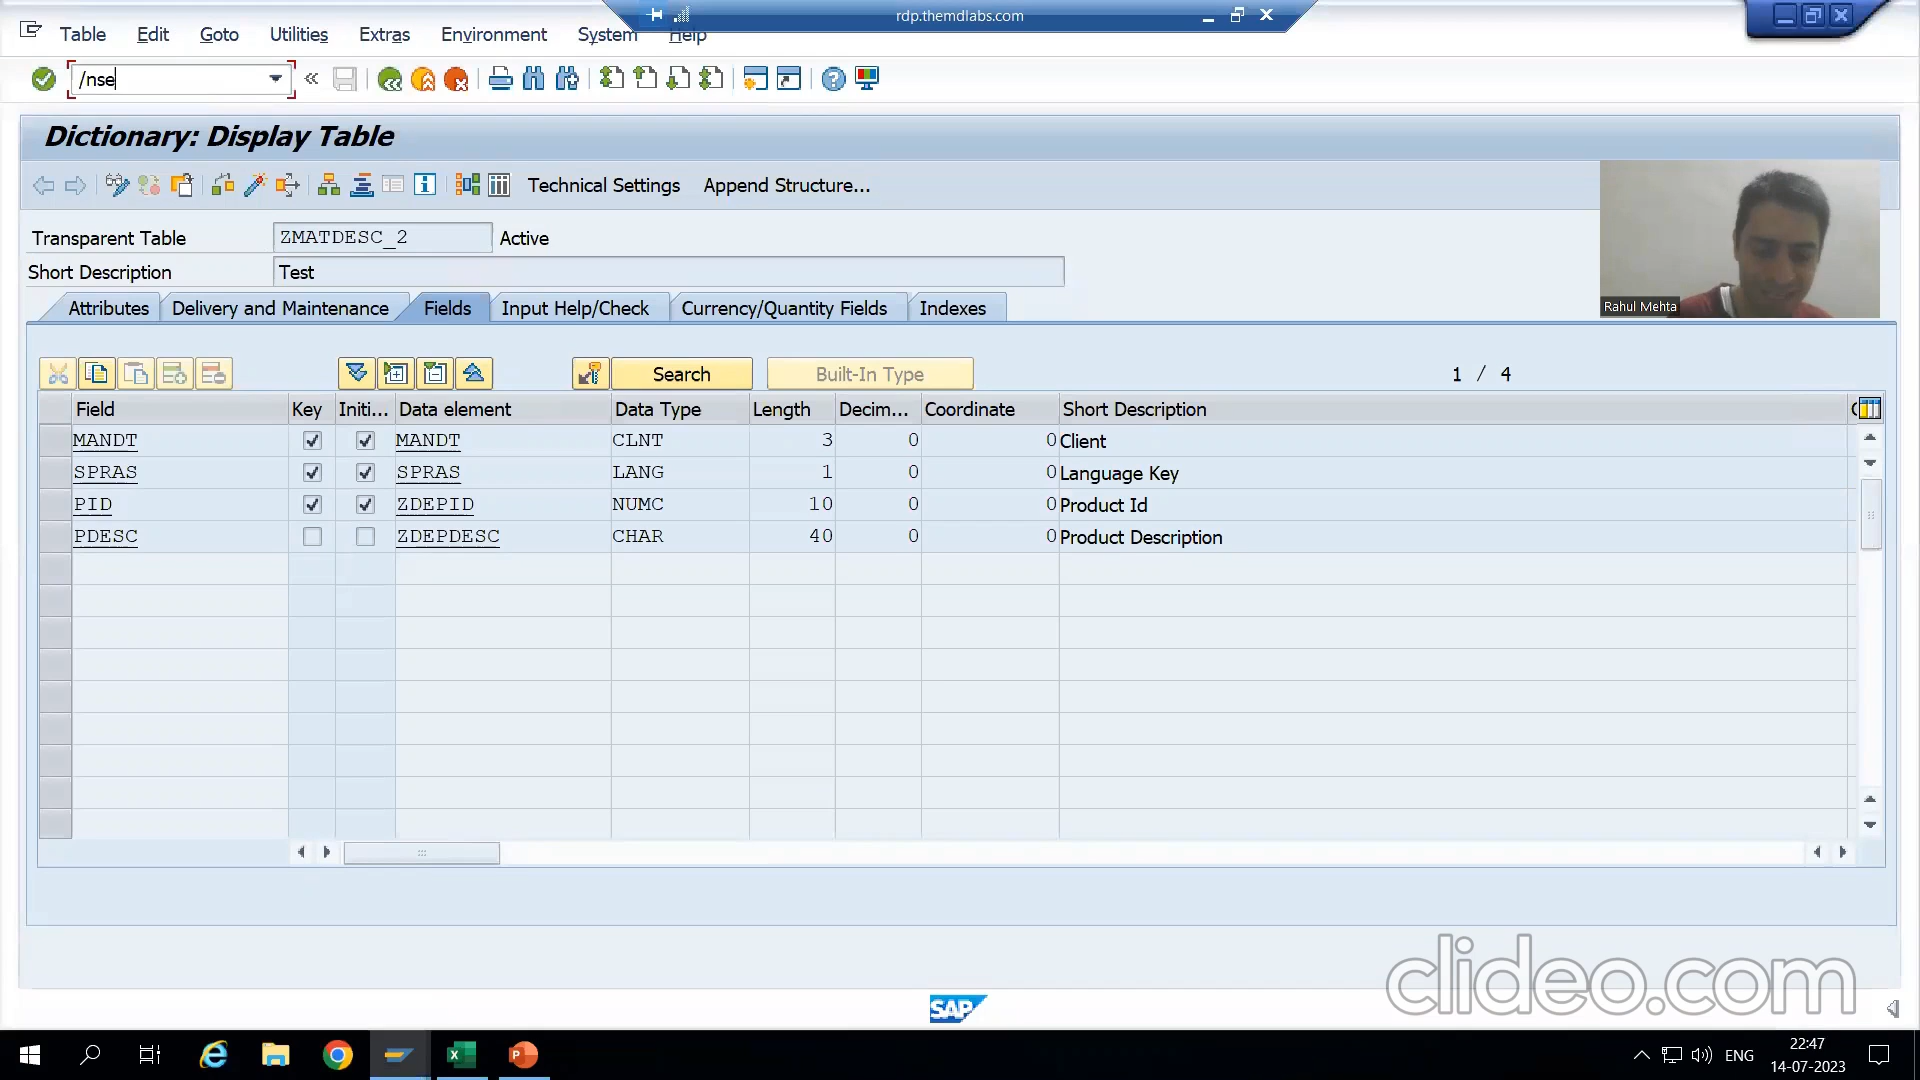 rdp.themdlabs.com
Table Edit Goto Utilities Extras Environment System Help
/nse
Dictionary: Display Table
Technical Settings Append Structure...
Transparent Table ZMATDESC_2 Active
Short Description Test
Rahul Mehta
Attributes Delivery and Maintenance Fields Input Help/Check Currency/Quantity Fields Indexes
Search Built-In Type 1 / 4
Field Key Initi... Data element Data Type Length Decim... Coordinate Short Description
MANDT MANDT CLNT 3 0 0 Client
SPRAS SPRAS LANG 1 0 0 Language Key
PID ZDEPID NUMC 10 0 0 Product Id
PDESC ZDEPDESC CHAR 40 0 0 Product Description
clideo.com
SAP
ENG 22:47
14-07-2023